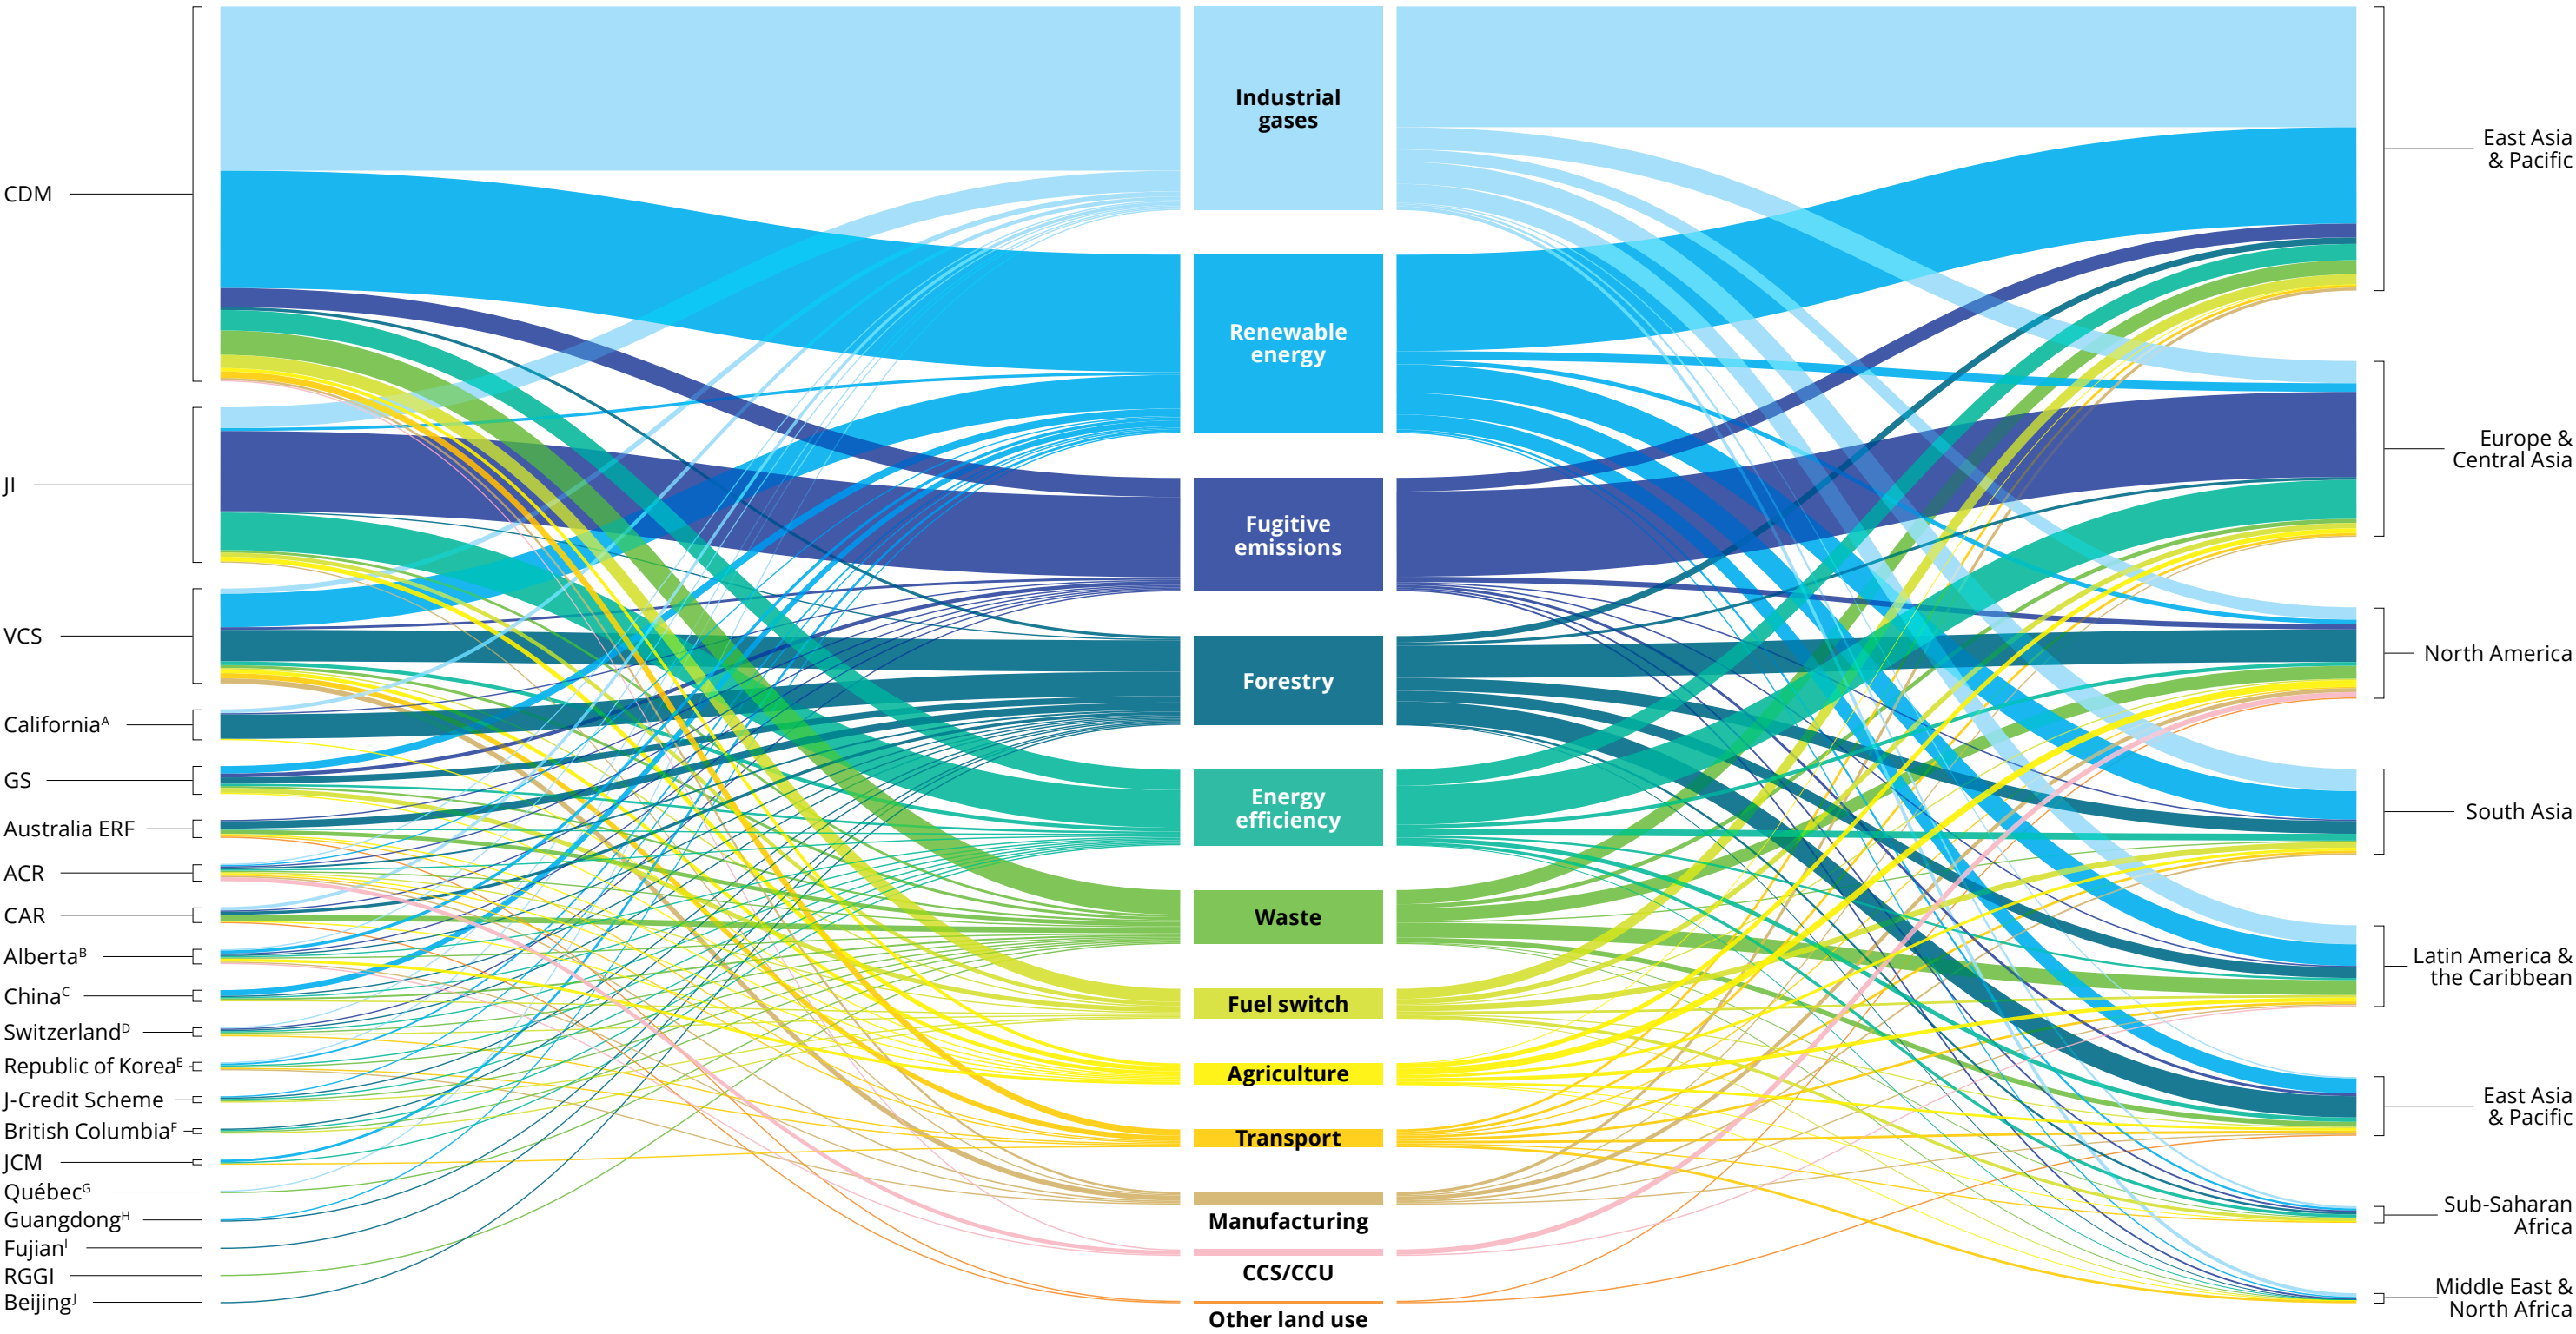 CDM
JI
VCS
Californiaᴬ
GS
Australia ERF
ACR
CAR
Albertaᴮ
Chinaᶜ
Switzerlandᴰ
Republic of Koreaᴱ
J-Credit Scheme
British Columbiaꟳ
JCM
Québecᴳ
Guangdongᴴ
Fujianᴵ
RGGI
Beijingᴶ
Industrial
gases
Renewable
energy
Fugitive
emissions
Forestry
Energy
efficiency
Waste
Fuel switch
Agriculture
Transport
Manufacturing
CCS/CCU
Other land use
East Asia
& Pacific
Europe &
Central Asia
North America
South Asia
Latin America &
the Caribbean
East Asia
& Pacific
Sub-Saharan
Africa
Middle East &
North Africa